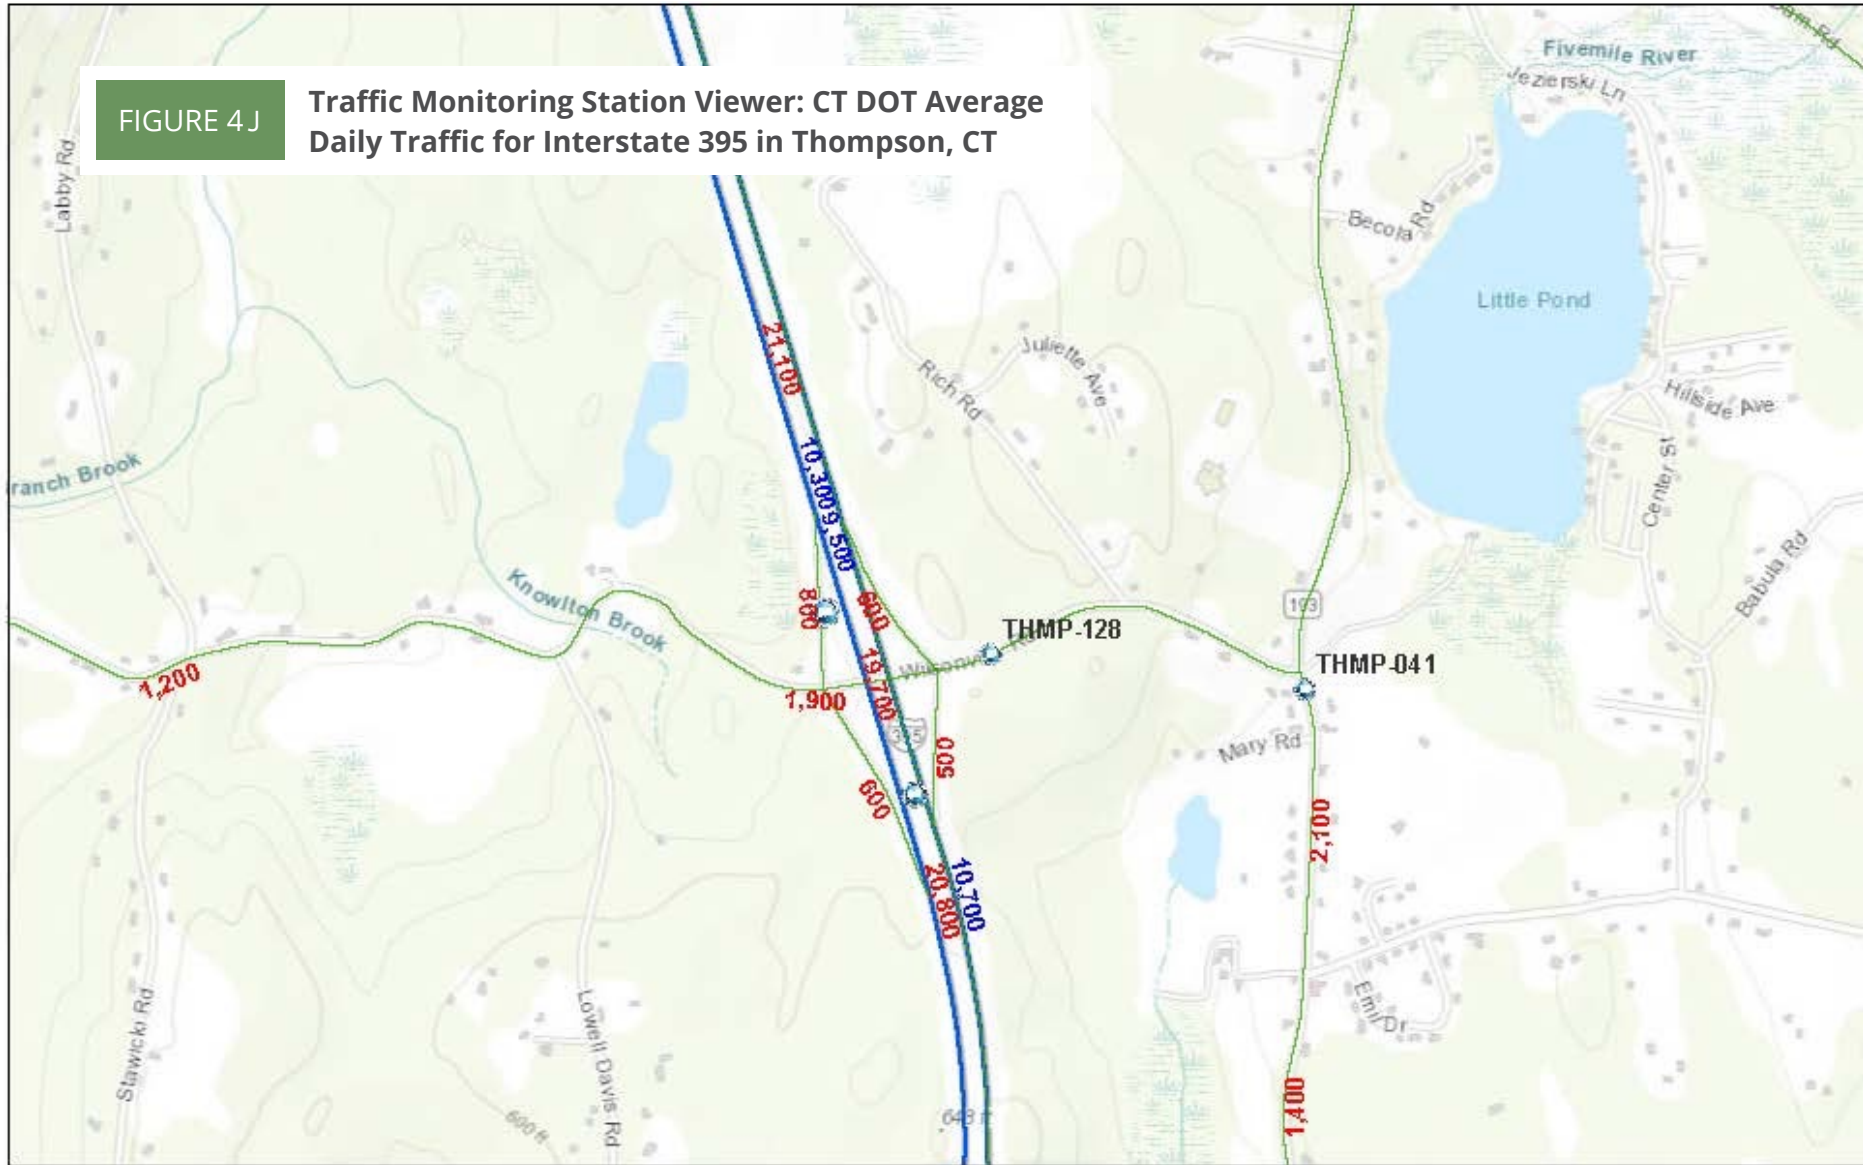 FIGURE 4J
Traffic Monitoring Station Viewer: CT DOT Average
Daily Traffic for Interstate 395 in Thompson, CT
Fivemile River
Jezierski Ln
Labby Rd
Becola Rd
Little Pond
21,100
Juliette Ave
Rich Rd
Hillside Ave
10,300
9,500
Center St
ranch Brook
Babula Rd
Knowlton Brook
800
600
193
THMP-128
THMP-041
19,700
1,200
1,900
395
500
Mary Rd
600
2,100
20,800
10,700
Emil Dr
Stawicki Rd
Lowell Davis Rd
1,400
600 ft
643 ft